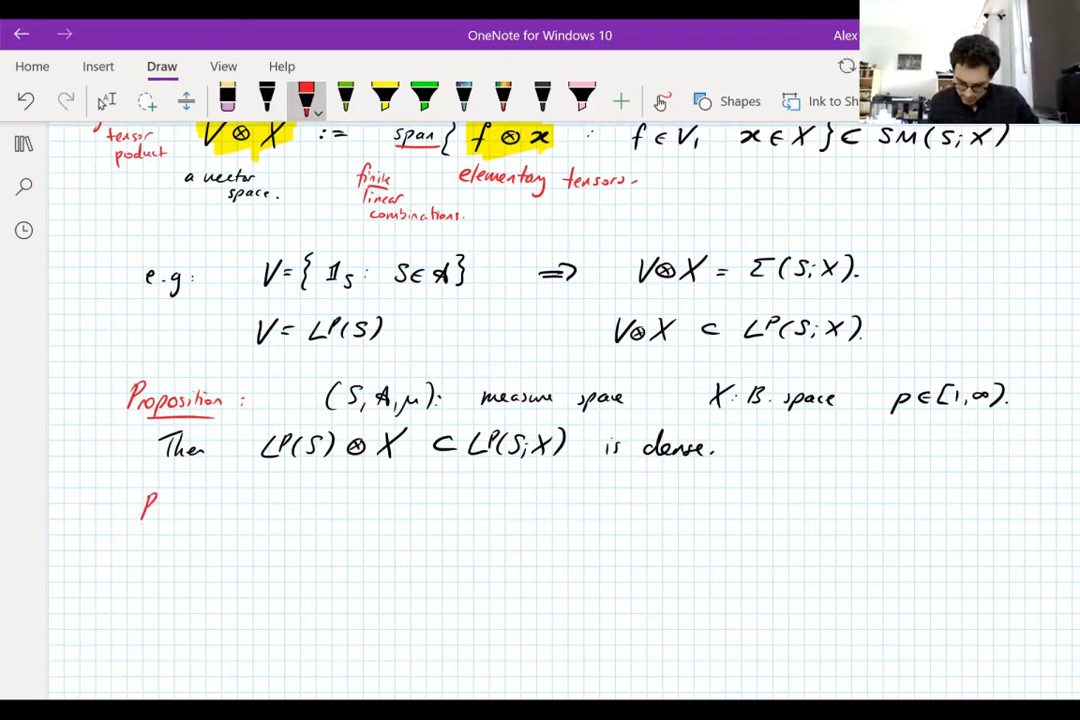 OneNote for Windows 10
Alex
Home Insert Draw View Help
Shapes Ink to Sh
tensor product V ⊗ X := span { f ⊗ x : f ∈ V, x ∈ X } ⊂ SM(S; X)
a vector space.
finite linear combinations.
elementary tensors.
e.g: V = { 𝟙_S : S ∈ 𝒜 } ⟹ V⊗X = Σ(S; X).
V = L^p(S) V⊗X ⊂ L^p(S; X).
Proposition: (S, 𝒜, μ): measure space X: B. space p ∈ [1, ∞).
Then L^p(S) ⊗ X ⊂ L^p(S; X) is dense.
P